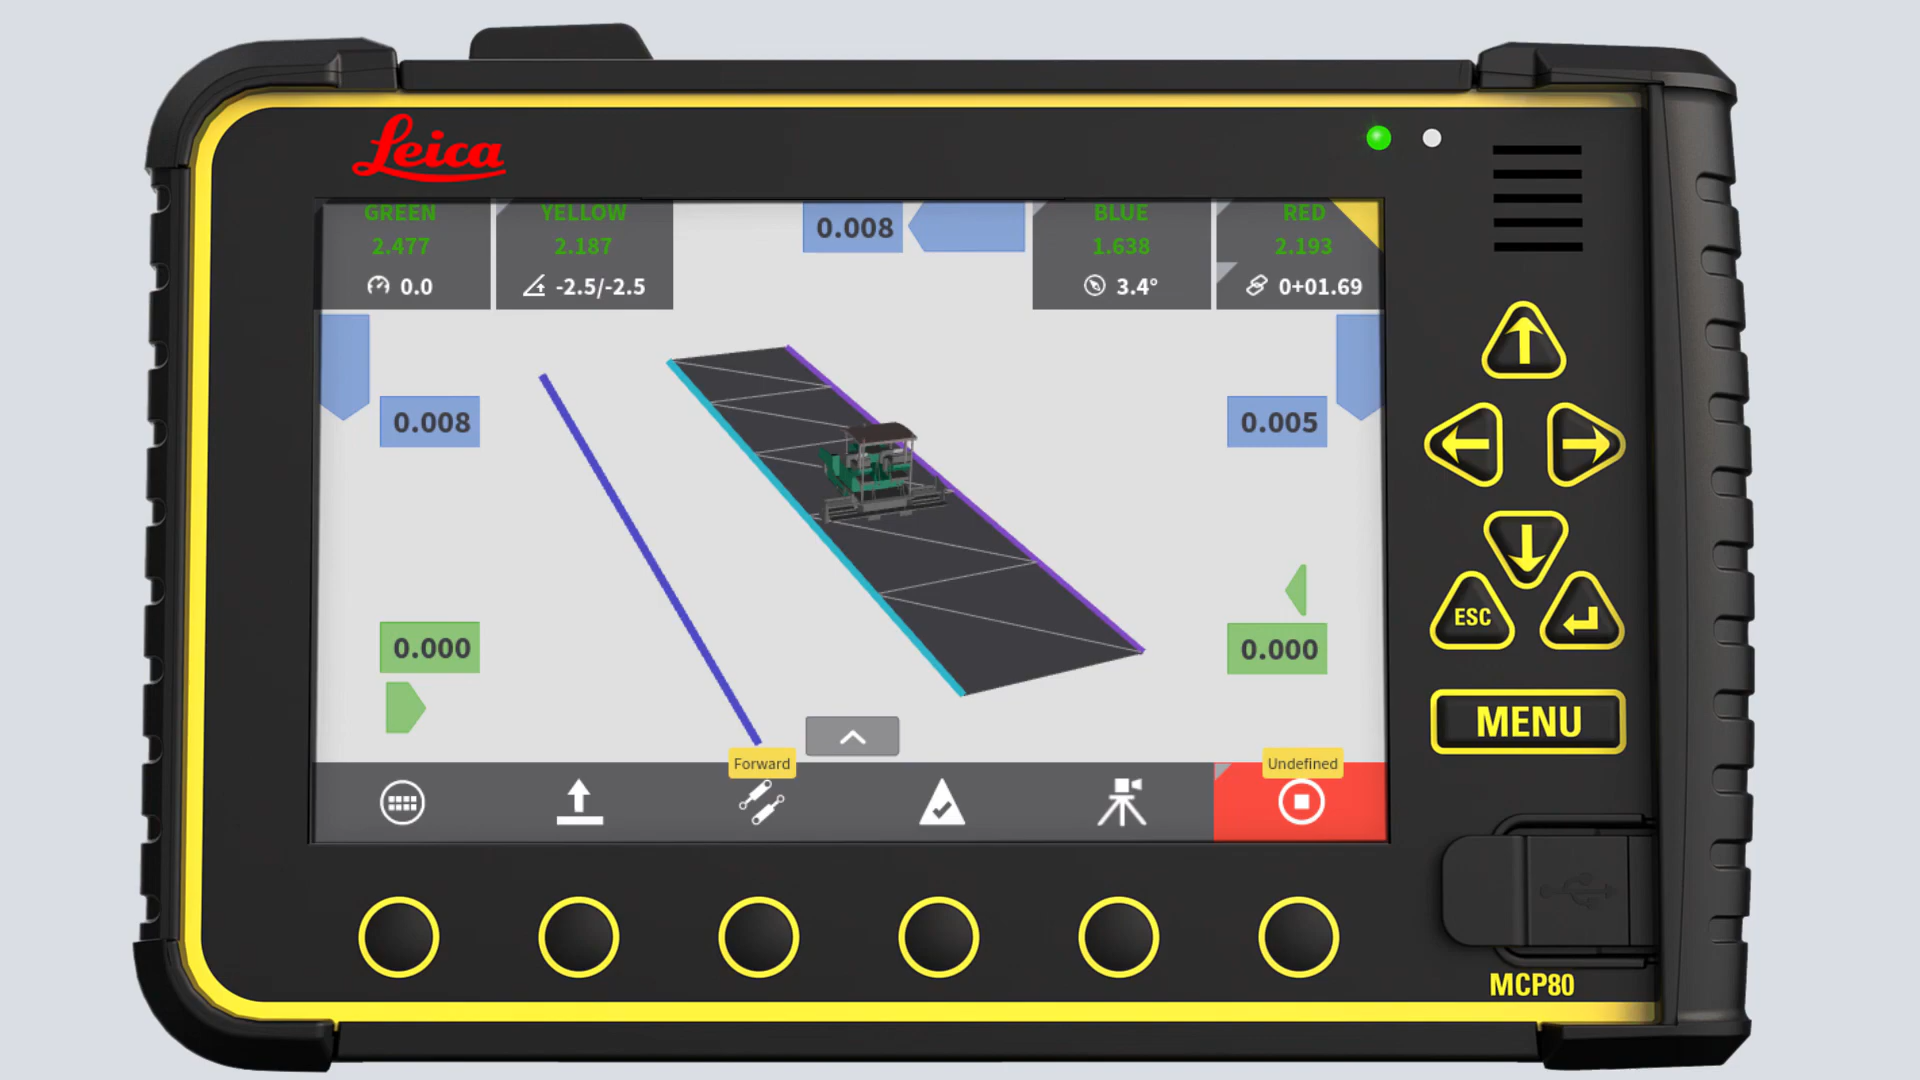 Leica
GREEN
2.477
0.0
YELLOW
2.187
-2.5/-2.5
0.008
BLUE
1.638
3.4°
RED
2.193
0+01.69
0.008
0.005
0.000
0.000
Forward
Undefined
ESC
MENU
MCP80